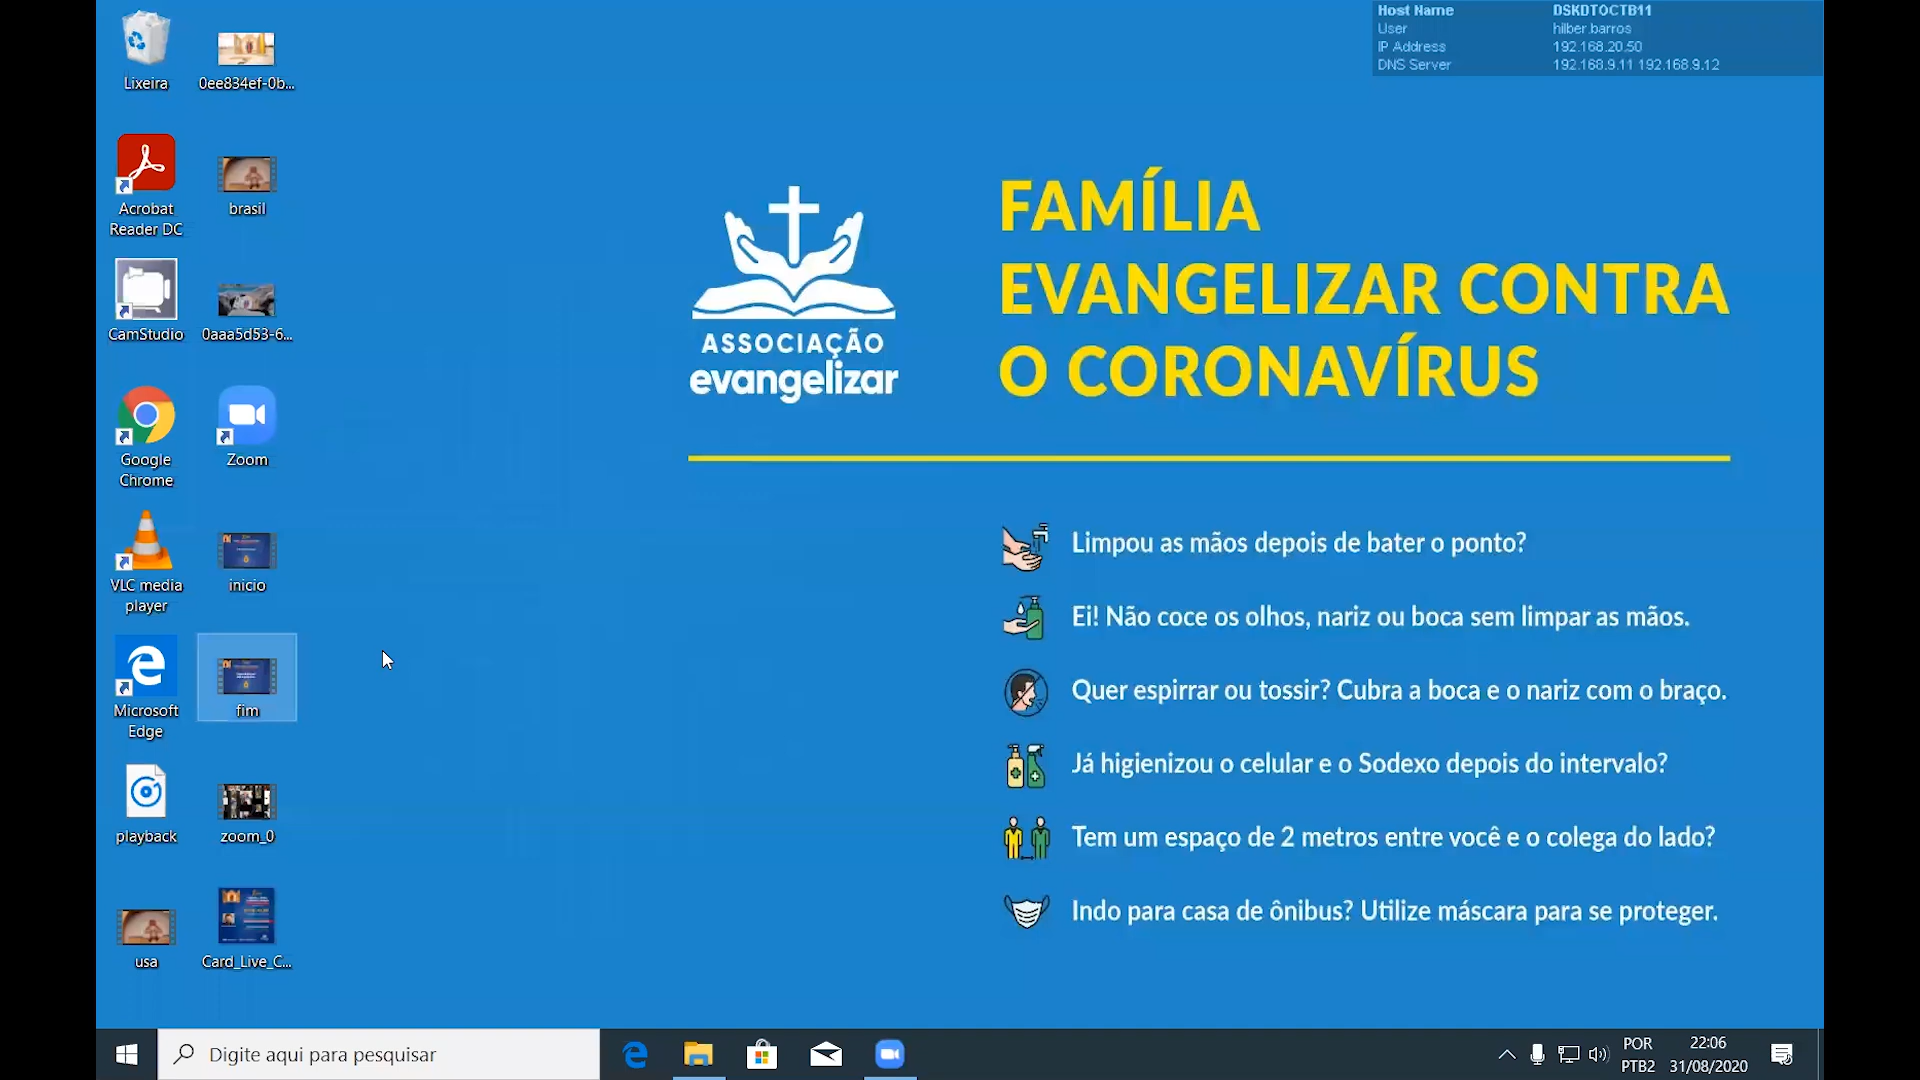 Lixeira
0ee834ef-0b...
Host Name DSKDTOCTB11
User hilber.barros
IP Address 192.168.20.50
DNS Server 192.168.9.11 192.168.9.12
Acrobat
Reader DC
brasil
CamStudio
0aaa5d53-6...
Google
Chrome
Zoom
VLC media
player
inicio
Microsoft
Edge
fim
playback
zoom_0
usa
Card_Live_C...
ASSOCIAÇÃO
evangelizar
FAMÍLIA
EVANGELIZAR CONTRA
O CORONAVÍRUS
Limpou as mãos depois de bater o ponto?
Ei! Não coce os olhos, nariz ou boca sem limpar as mãos.
Quer espirrar ou tossir? Cubra a boca e o nariz com o braço.
Já higienizou o celular e o Sodexo depois do intervalo?
Tem um espaço de 2 metros entre você e o colega do lado?
Indo para casa de ônibus? Utilize máscara para se proteger.
Digite aqui para pesquisar
POR
PTB2
22:06
31/08/2020